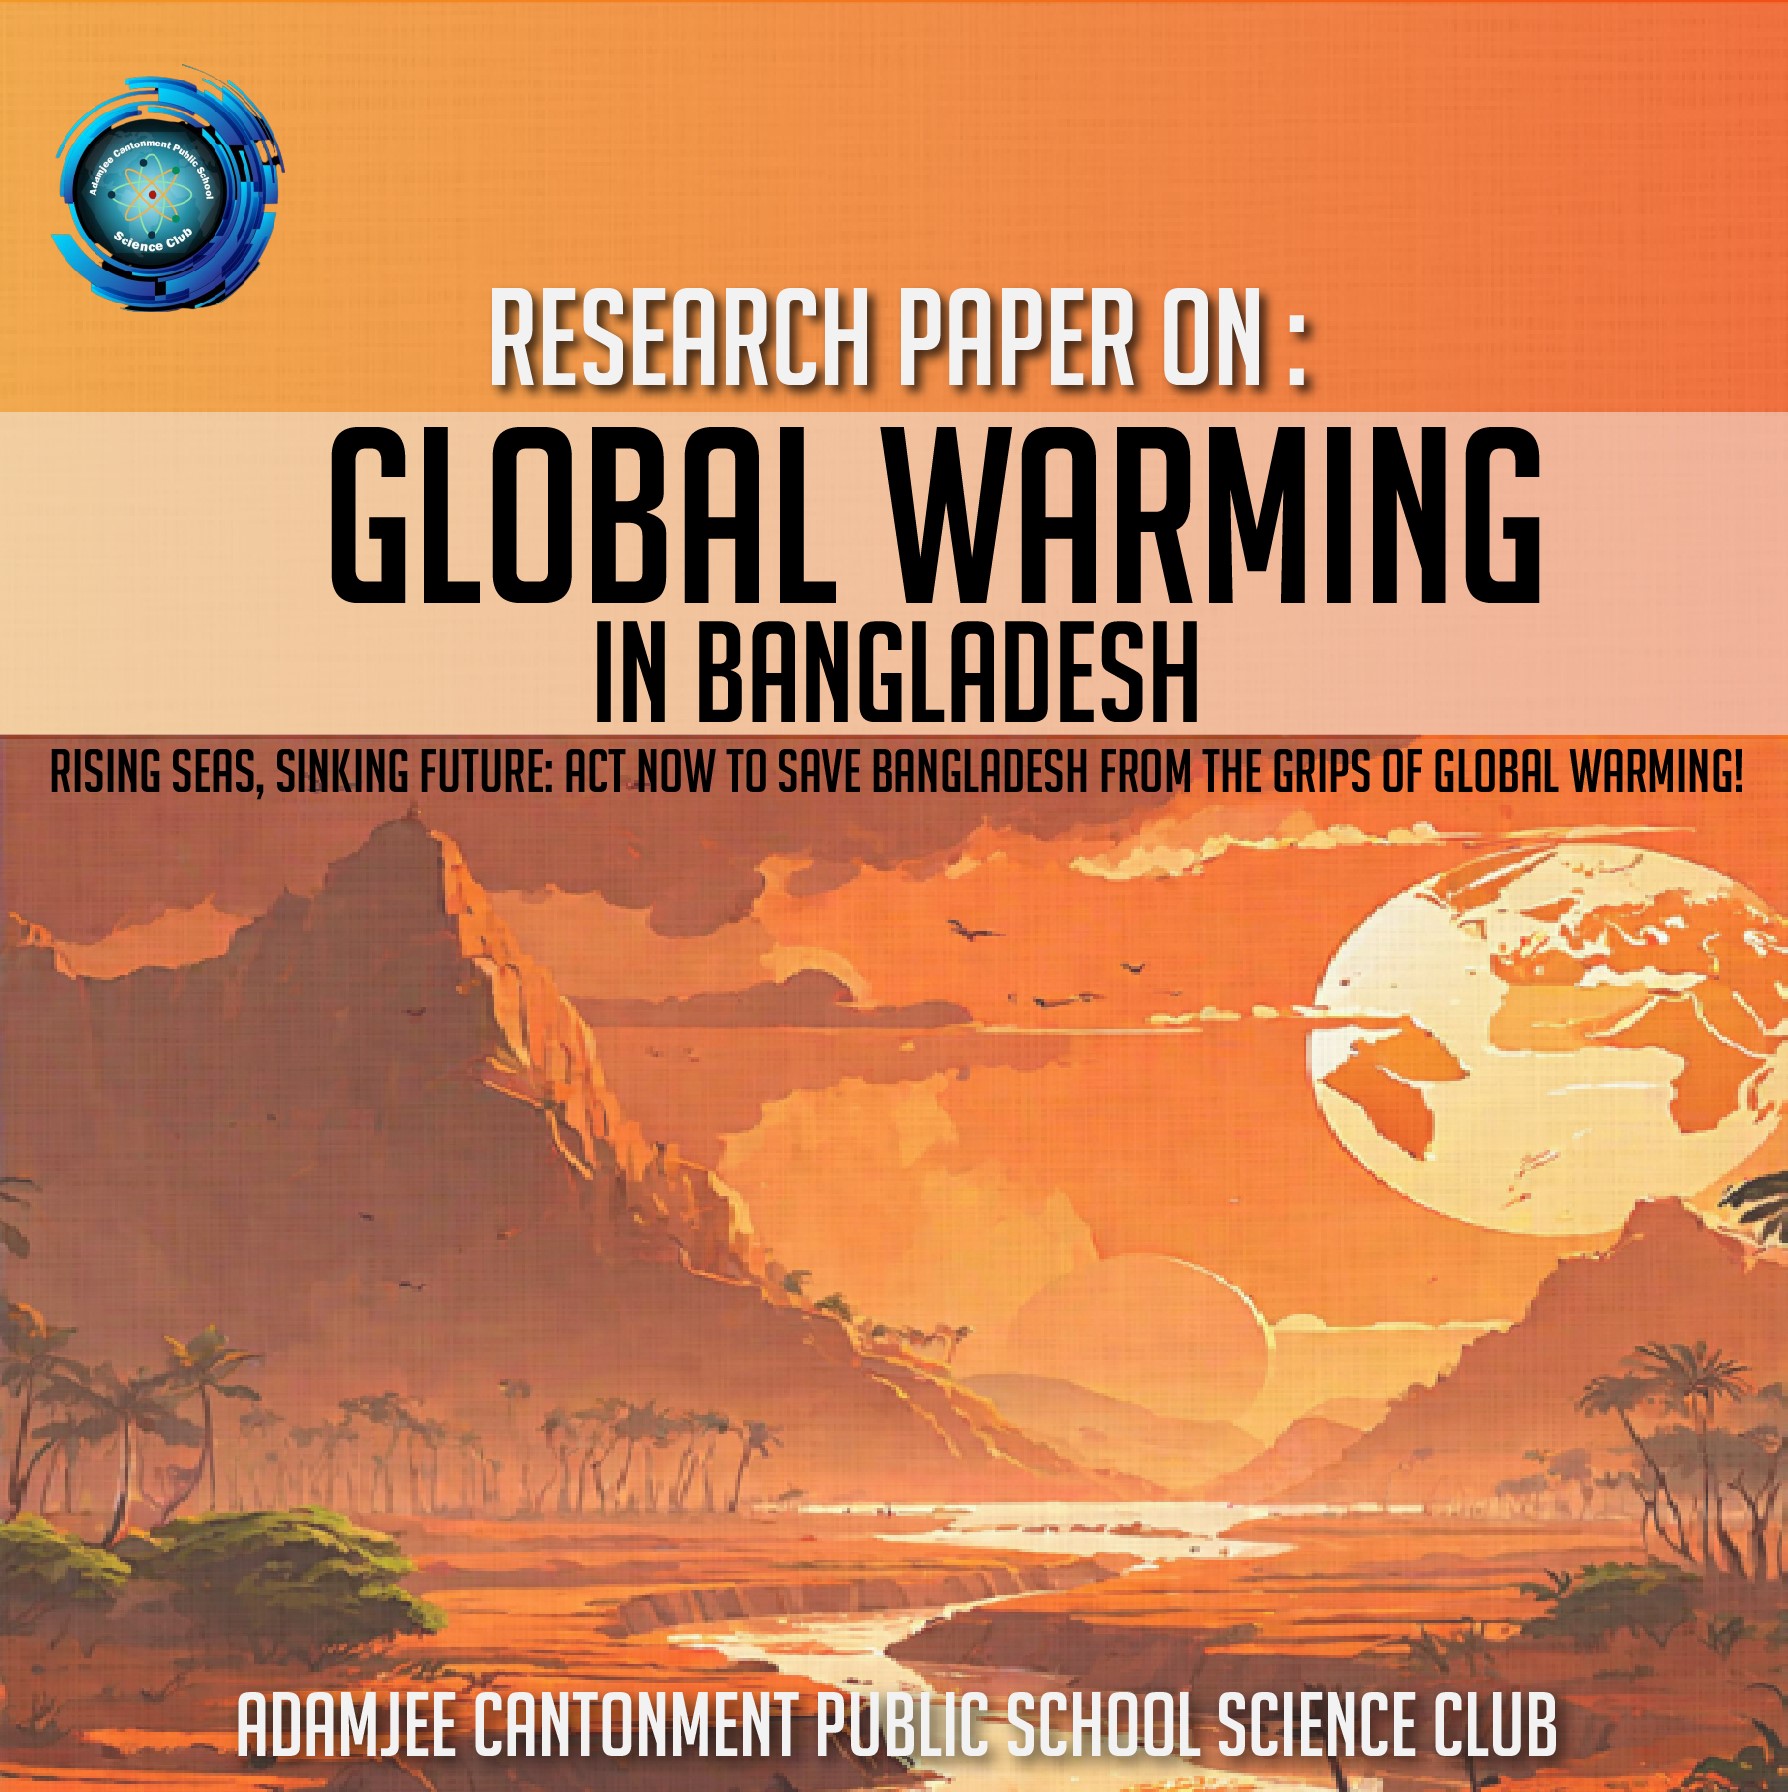 Adamjee Cantonment Public School
Science Club
RESEARCH PAPER ON :
GLOBAL WARMING
IN BANGLADESH
RISING SEAS, SINKING FUTURE: ACT NOW TO SAVE BANGLADESH FROM THE GRIPS OF GLOBAL WARMING!
ADAMJEE CANTONMENT PUBLIC SCHOOL SCIENCE CLUB